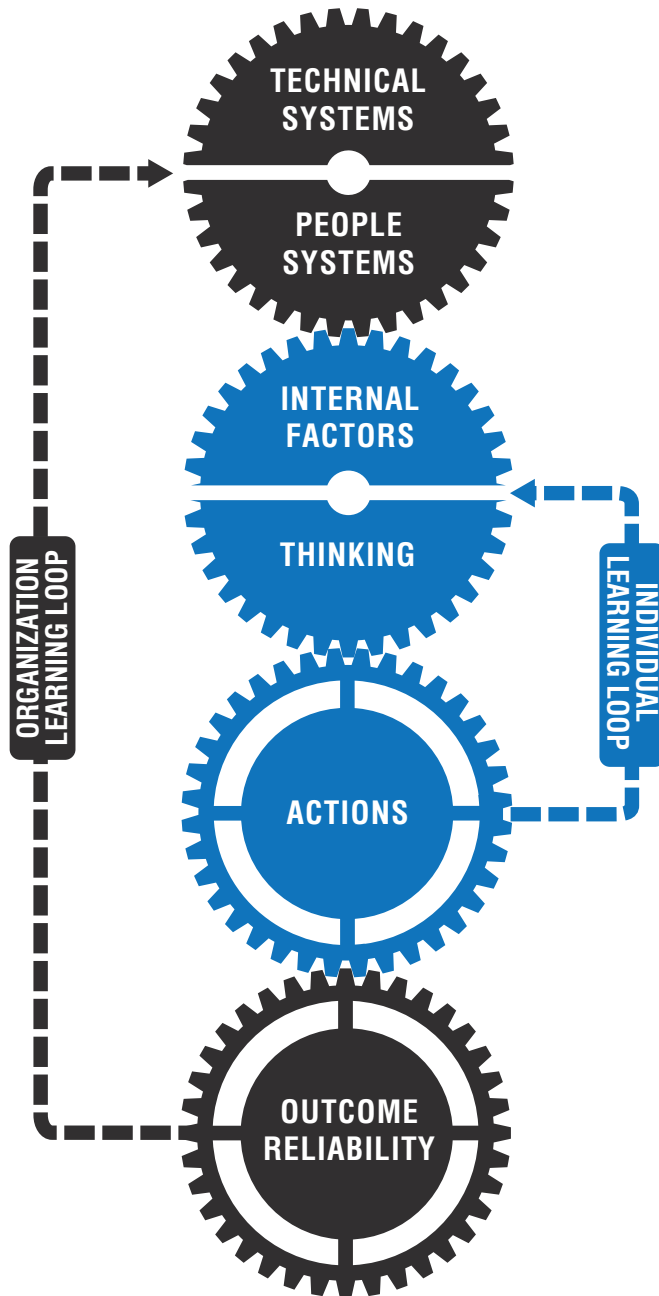 TECHNICAL
SYSTEMS
PEOPLE
SYSTEMS
INTERNAL
FACTORS
THINKING
ORGANIZATION
LEARNING LOOP
INDIVIDUAL
LEARNING LOOP
ACTIONS
OUTCOME
RELIABILITY